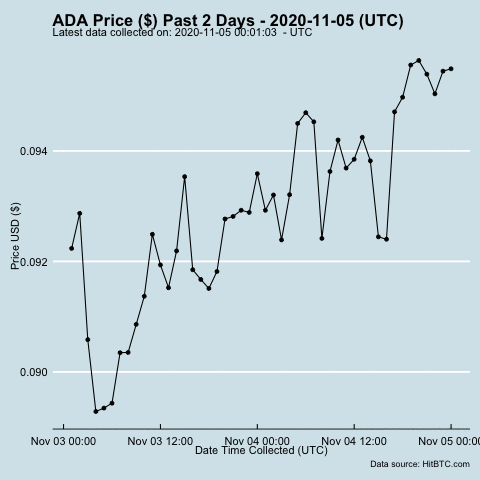 ADA Price ($) Past 2 Days - 2020-11-05 (UTC)
Latest data collected on: 2020-11-05 00:01:03 - UTC
Price USD ($)
0.094
0.092
0.090
Nov 03 00:00 Nov 03 12:00 Nov 04 00:00 Nov 04 12:00 Nov 05 00:00
Date Time Collected (UTC)
Data source: HitBTC.com